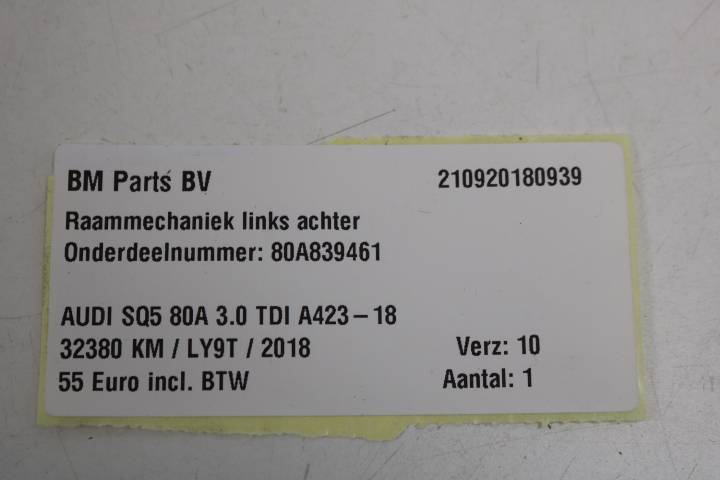 BM Parts BV 210920180939
Raammechaniek links achter
Onderdeelnummer: 80A839461
AUDI SQ5 80A 3.0 TDI A423-18
32380 KM / LY9T / 2018 Verz: 10
55 Euro incl. BTW Aantal: 1